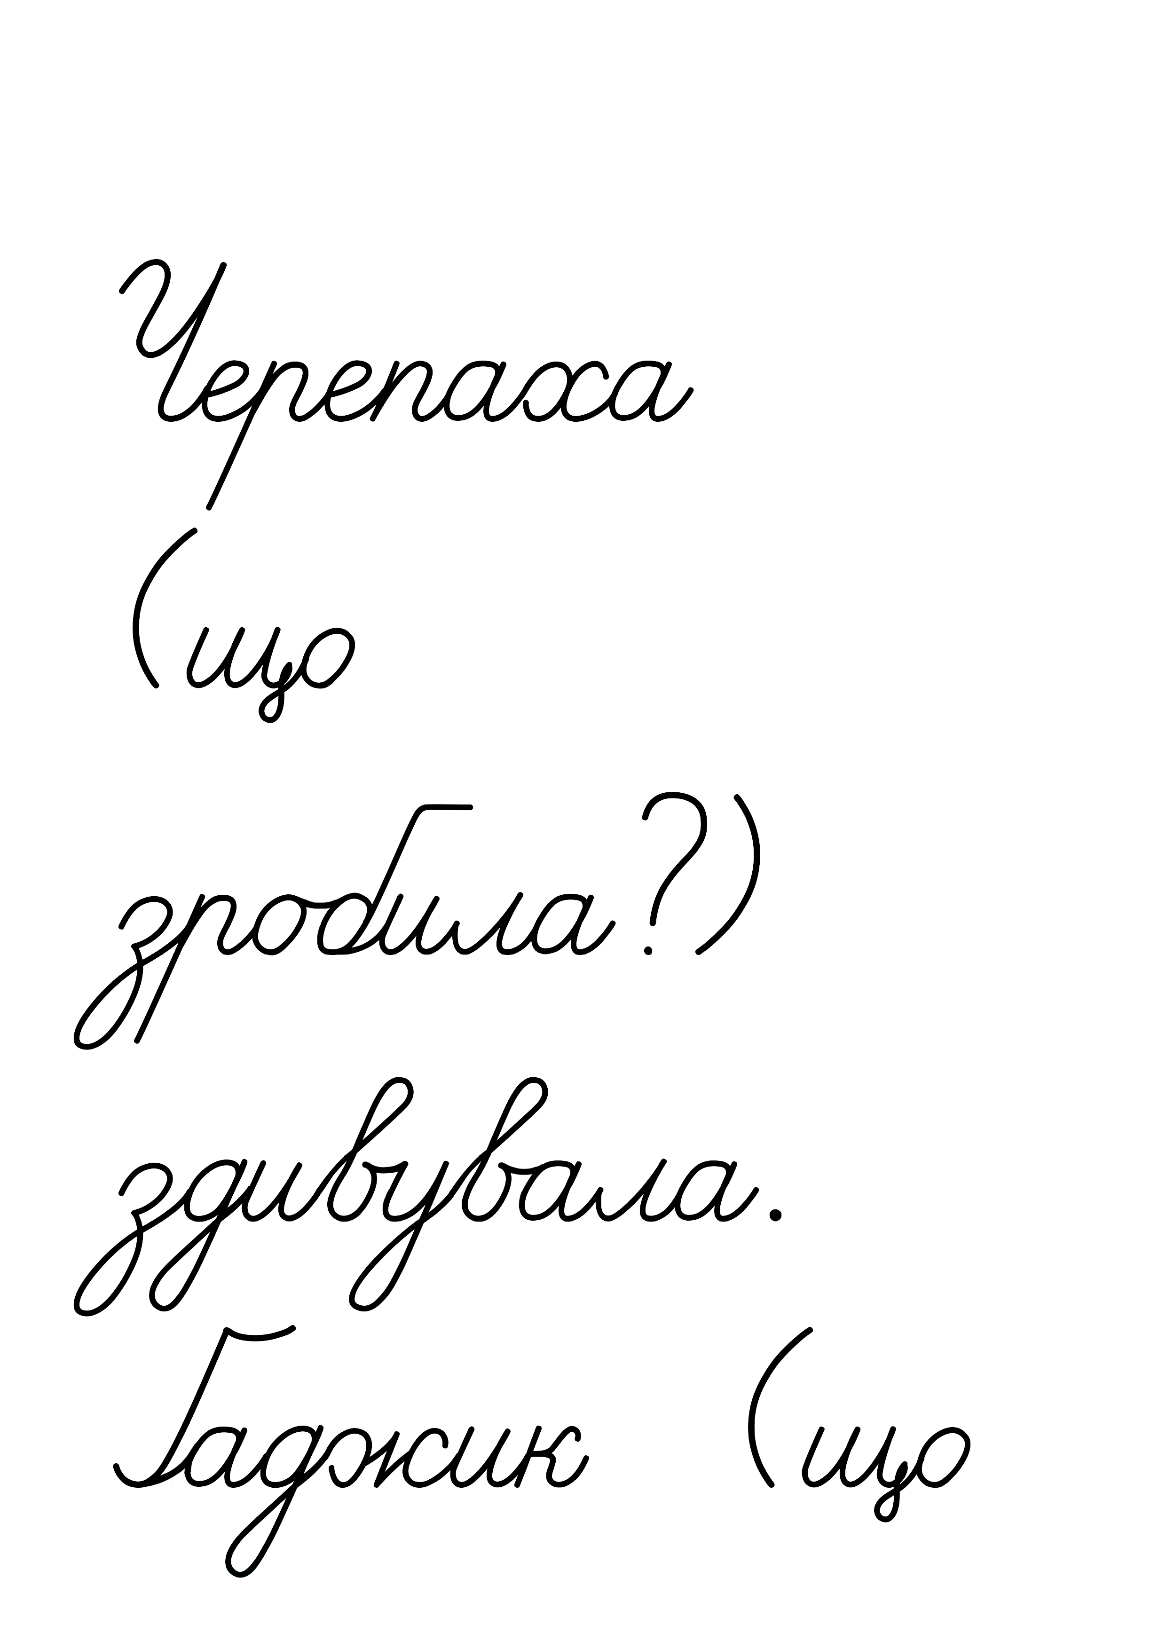 Черепаха
(що
зробила?)
здивувала.
Гаджик (що